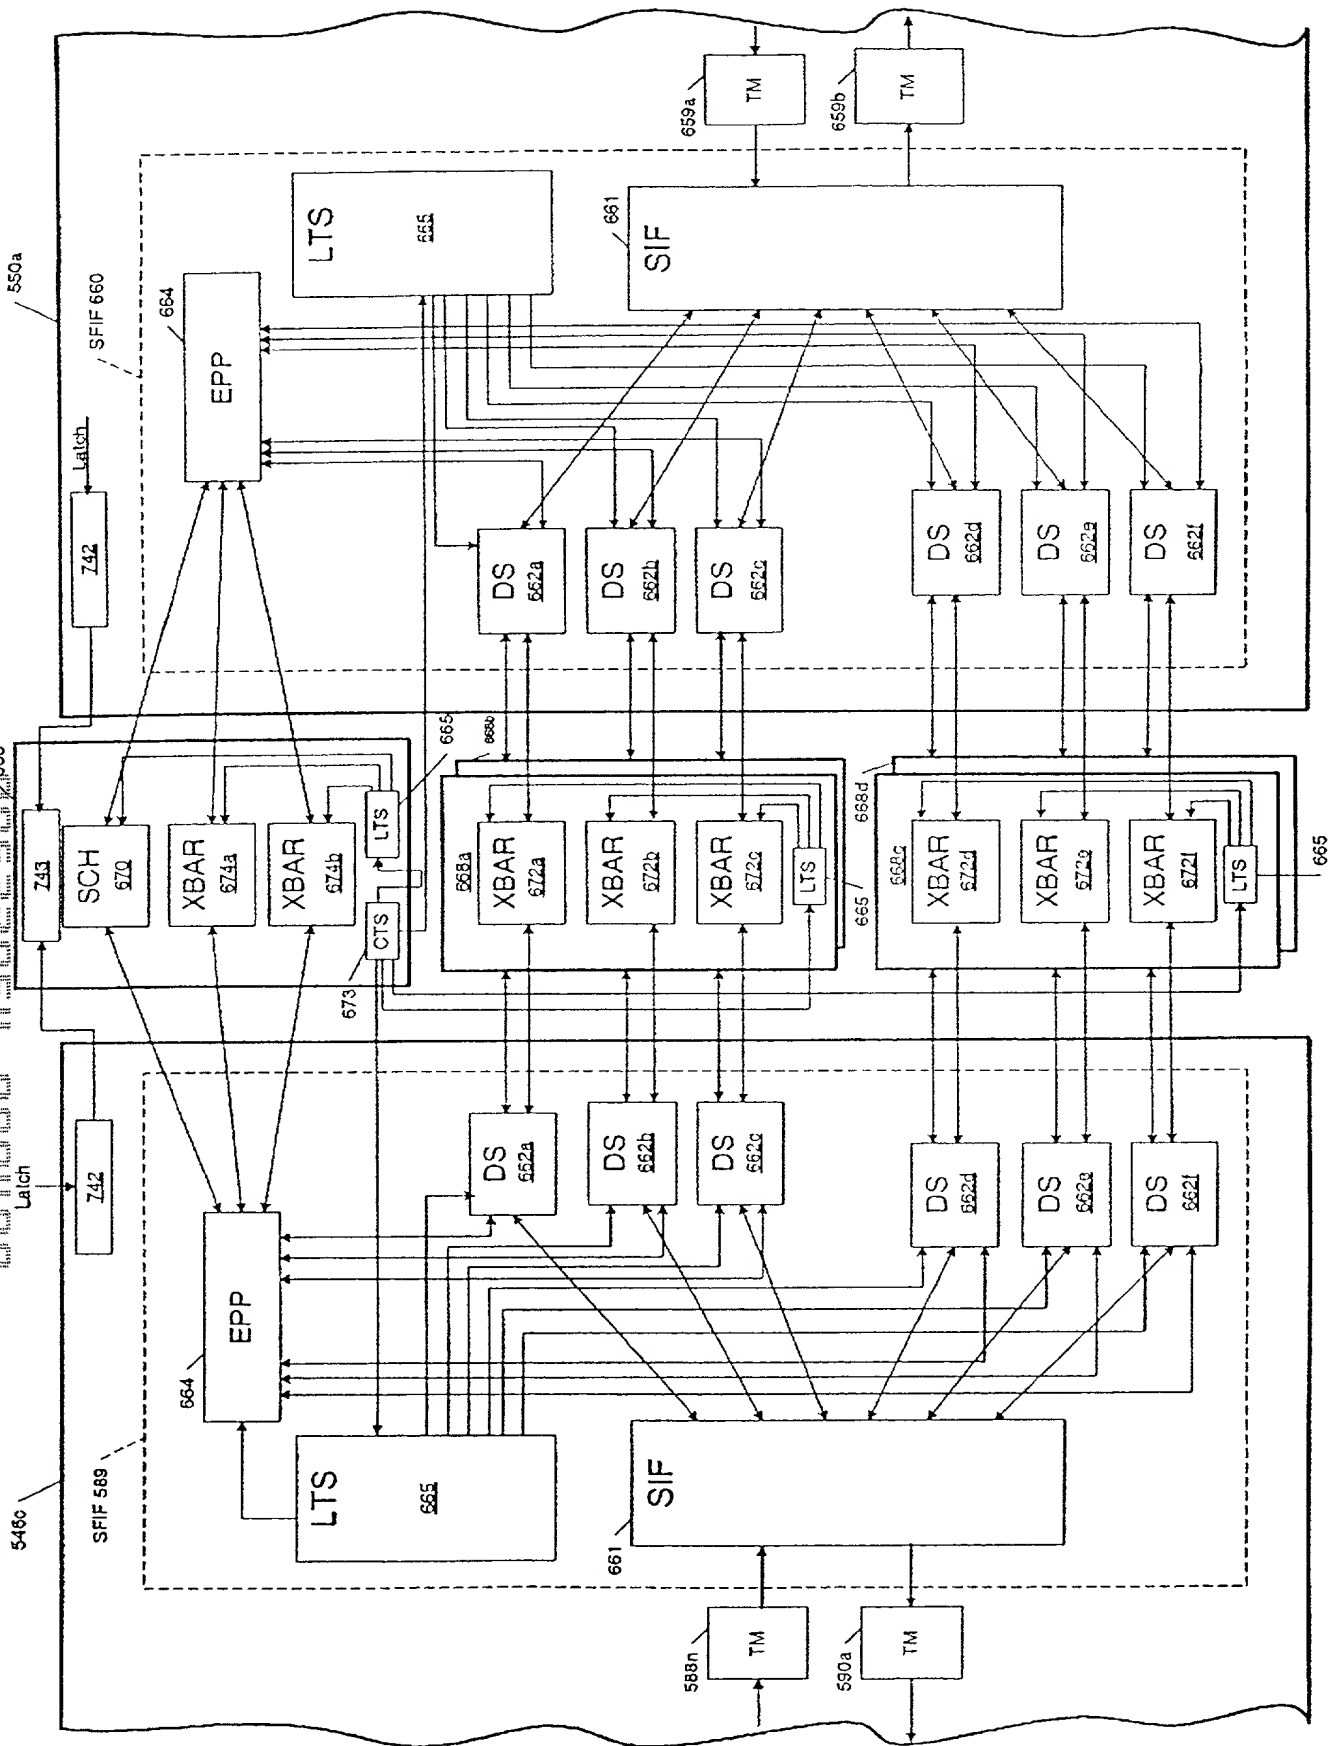 550a
SFIF 660
Latch
742
664
EPP
LTS
665
659a
TM
659b
TM
SIF
661
DS
662a
DS
662b
DS
662c
DS
662d
DS
662e
DS
662f
743
SCH
670
XBAR
674a
XBAR
674b
LTS
665
CTS
673
668b
668a
XBAR
672a
XBAR
672b
XBAR
672c
LTS
665
668d
668c
XBAR
672d
XBAR
672e
XBAR
672f
LTS
665
546c
SFIF 589
Latch
742
664
EPP
LTS
665
DS
662a
DS
662b
DS
662c
DS
662d
DS
662e
DS
662f
661
SIF
588n
TM
590a
TM